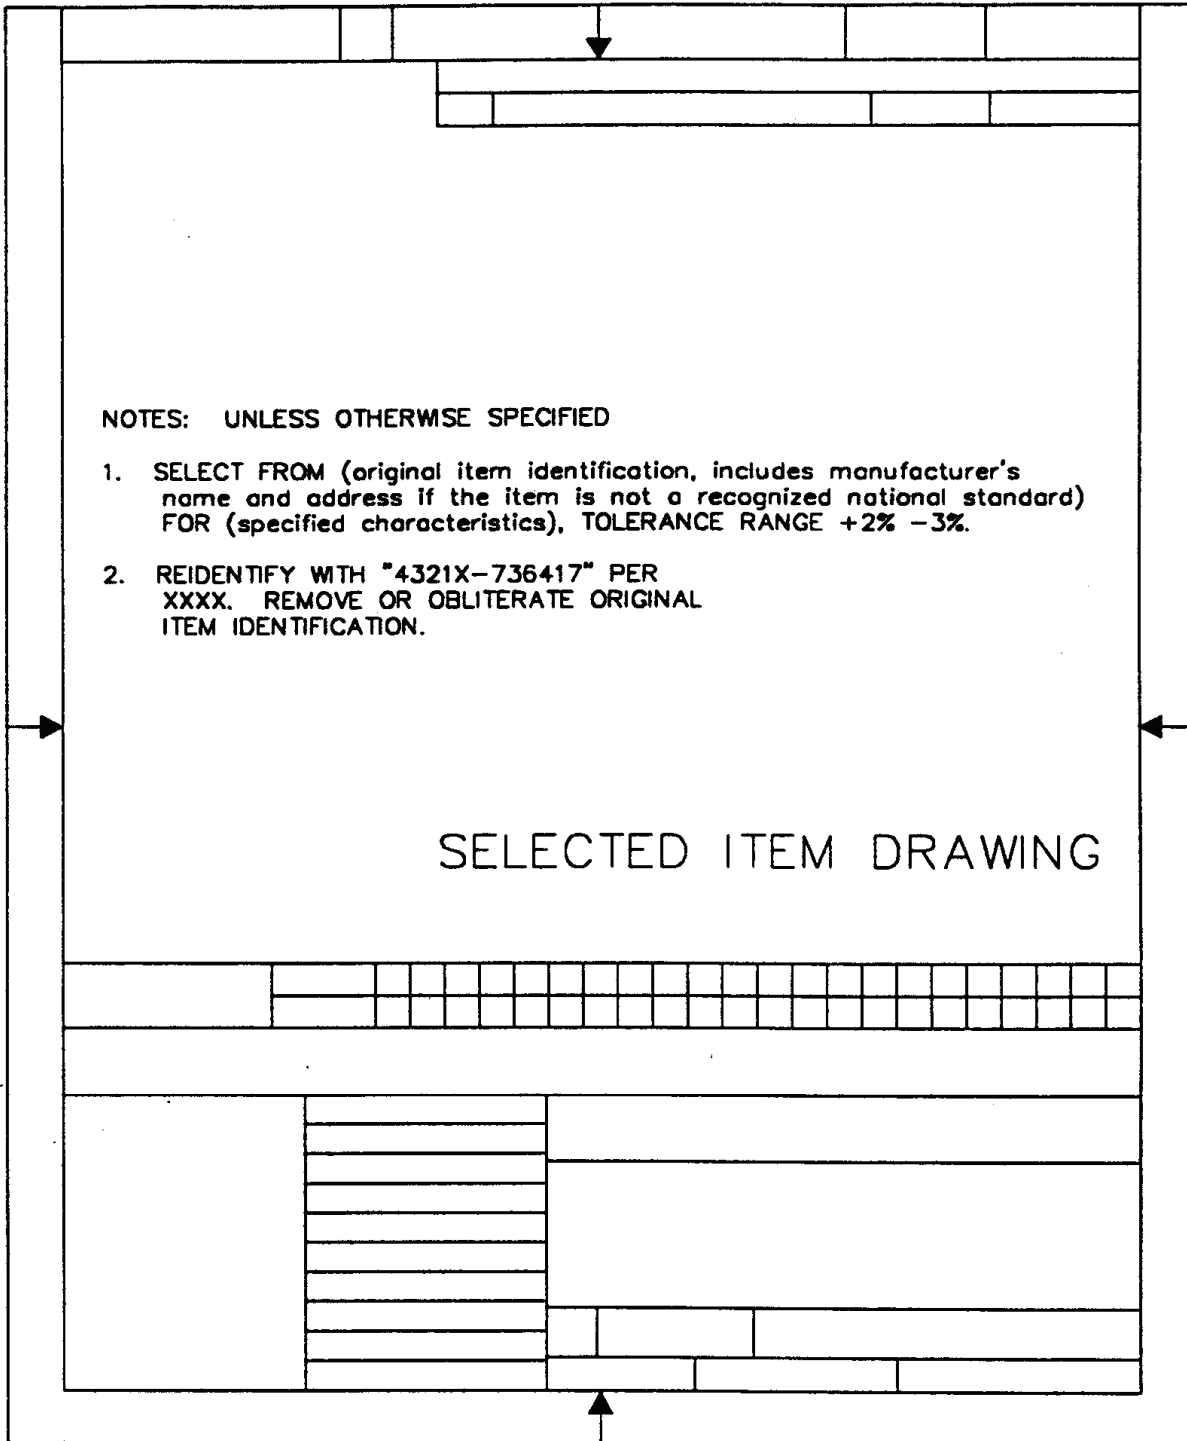 NOTES: UNLESS OTHERWISE SPECIFIED
1. SELECT FROM (original item identification, includes manufacturer's
name and address if the item is not a recognized national standard)
FOR (specified characteristics), TOLERANCE RANGE +2% -3%.
2. REIDENTIFY WITH "4321X-736417" PER
XXXX. REMOVE OR OBLITERATE ORIGINAL
ITEM IDENTIFICATION.
SELECTED ITEM DRAWING